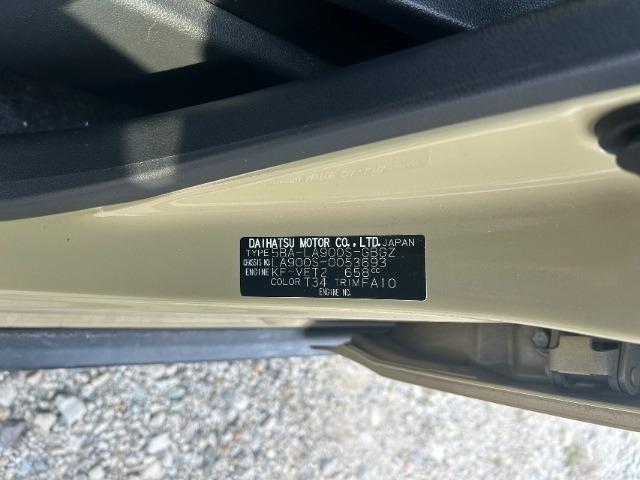 DAIHATSU MOTOR CO.,LTD. JAPAN
TYPE 5BA-LA900S-GBGZ
CHASSIS NO. LA900S-0053693
ENGINE KF-VET2 658cc
COLOR T34 TRIM FA10
ENGINE NO.